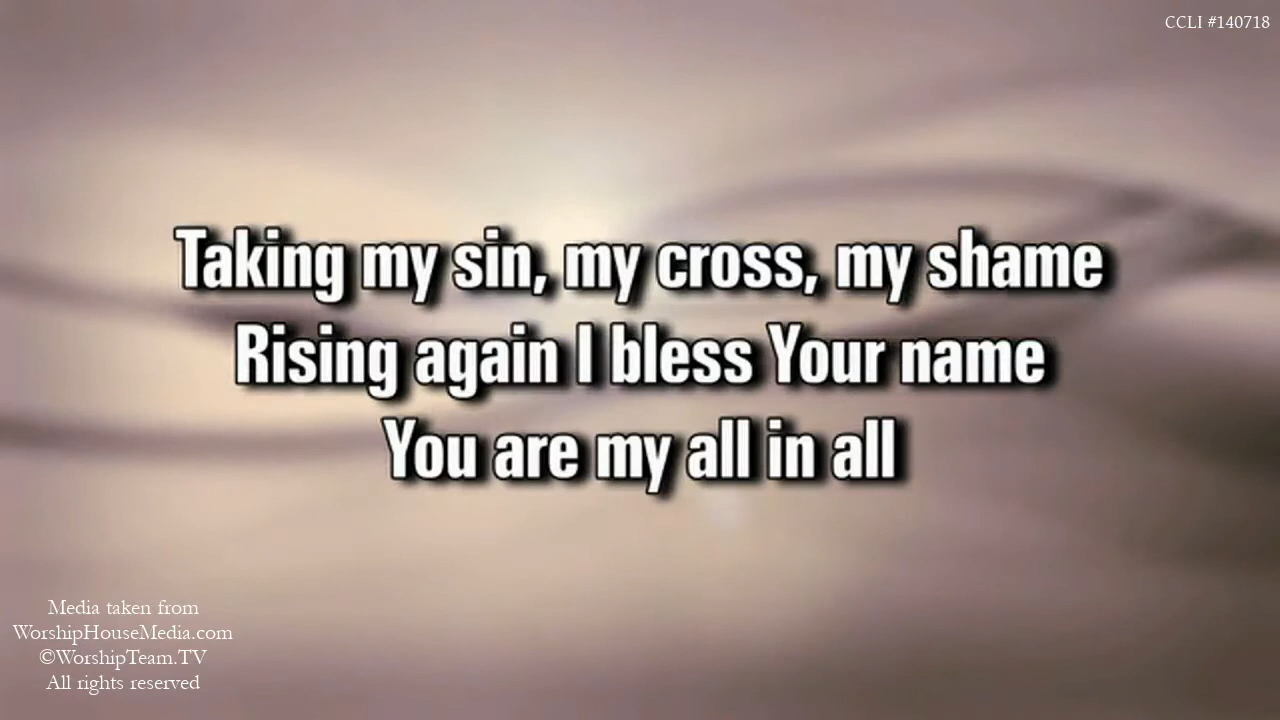 CCLI #140718
Taking my sin, my cross, my shame
Rising again I bless Your name
You are my all in all
Media taken from
WorshipHouseMedia.com
©WorshipTeam.TV
All rights reserved